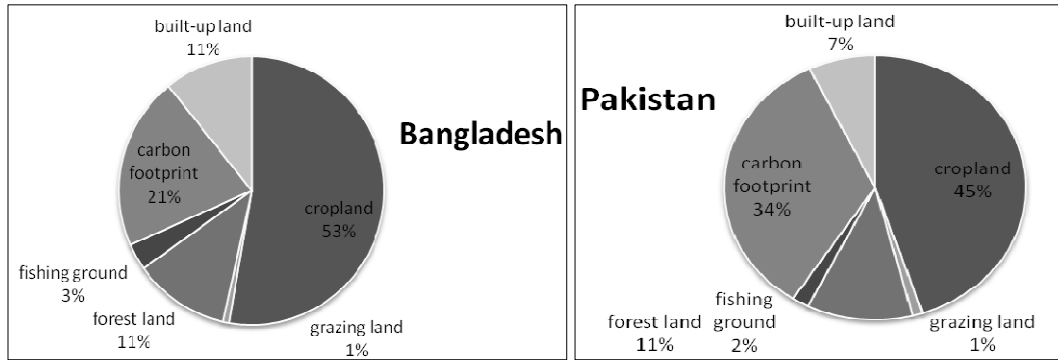 built-up land
11%
Bangladesh
carbon
footprint
21%
cropland
53%
fishing ground
3%
forest land
11%
grazing land
1%
built-up land
7%
Pakistan
carbon
footprint
34%
cropland
45%
fishing
ground
2%
forest land
11%
grazing land
1%